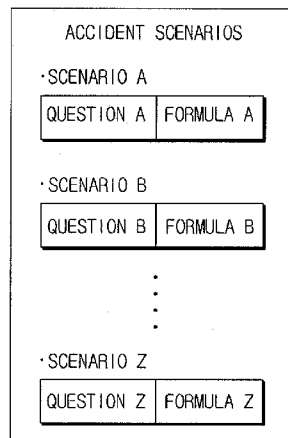 ACCIDENT SCENARIOS
·SCENARIO A
QUESTION A FORMULA A
·SCENARIO B
QUESTION B FORMULA B
·SCENARIO Z
QUESTION Z FORMULA Z